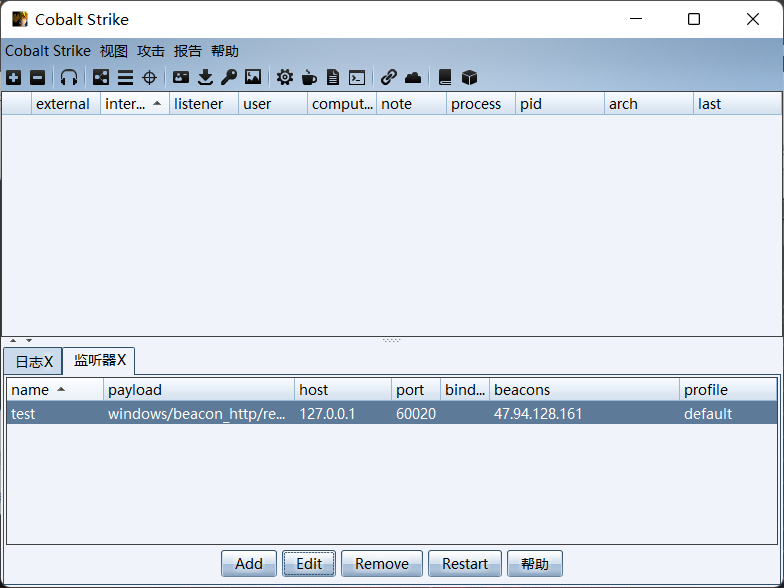 Cobalt Strike
Cobalt Strike 视图 攻击 报告 帮助
external inter... listener user comput... note process pid arch last
日志X 监听器X
name payload host port bind... beacons profile
test windows/beacon_http/re... 127.0.0.1 60020 47.94.128.161 default
Add Edit Remove Restart 帮助